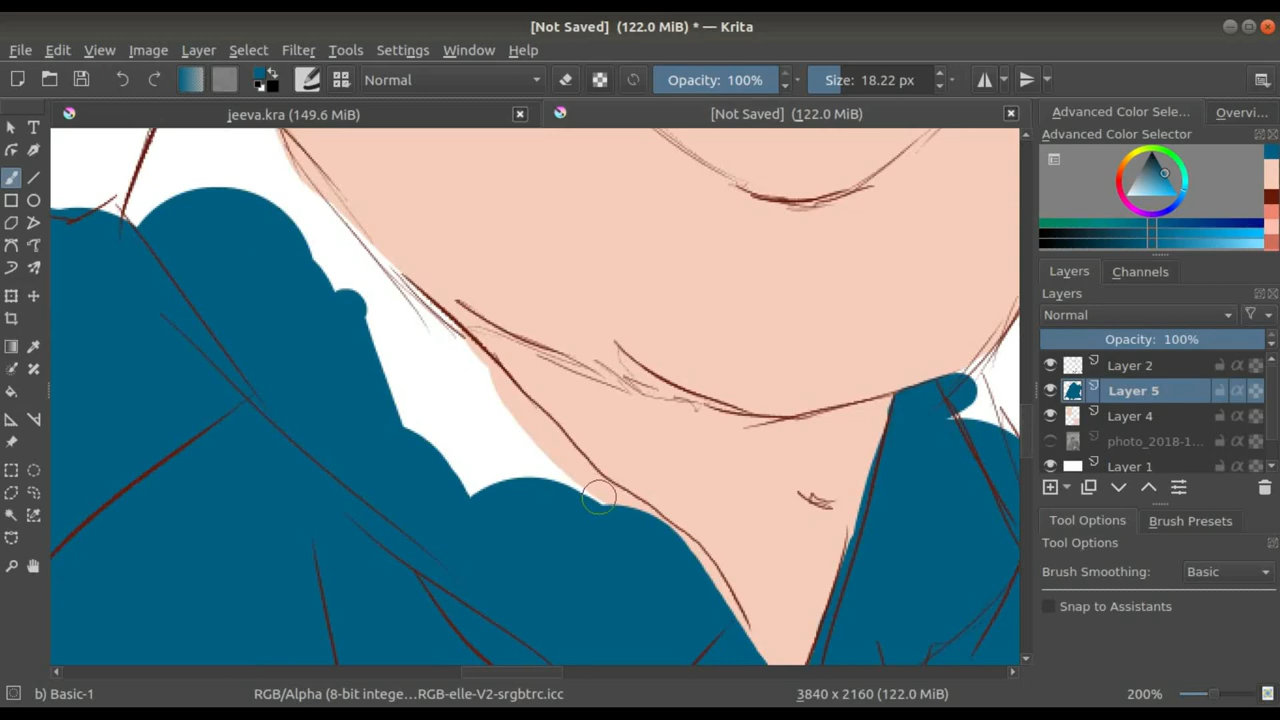 [Not Saved]  (122.0 MiB) * — Krita
File Edit View Image Layer Select Filter Tools Settings Window Help
Normal Opacity: 100% Size: 18.22 px
jeeva.kra (149.6 MiB) [Not Saved]  (122.0 MiB) Advanced Color Sele... Overvi...
Advanced Color Selector
Layers Channels
Layers
Normal
Opacity:  100%
Layer 2
Layer 5
Layer 4
photo_2018-1...
Layer 1
Tool Options Brush Presets
Tool Options
Brush Smoothing: Basic
Snap to Assistants
b) Basic-1 RGB/Alpha (8-bit intege...RGB-elle-V2-srgbtrc.icc 3840 x 2160 (122.0 MiB) 200%